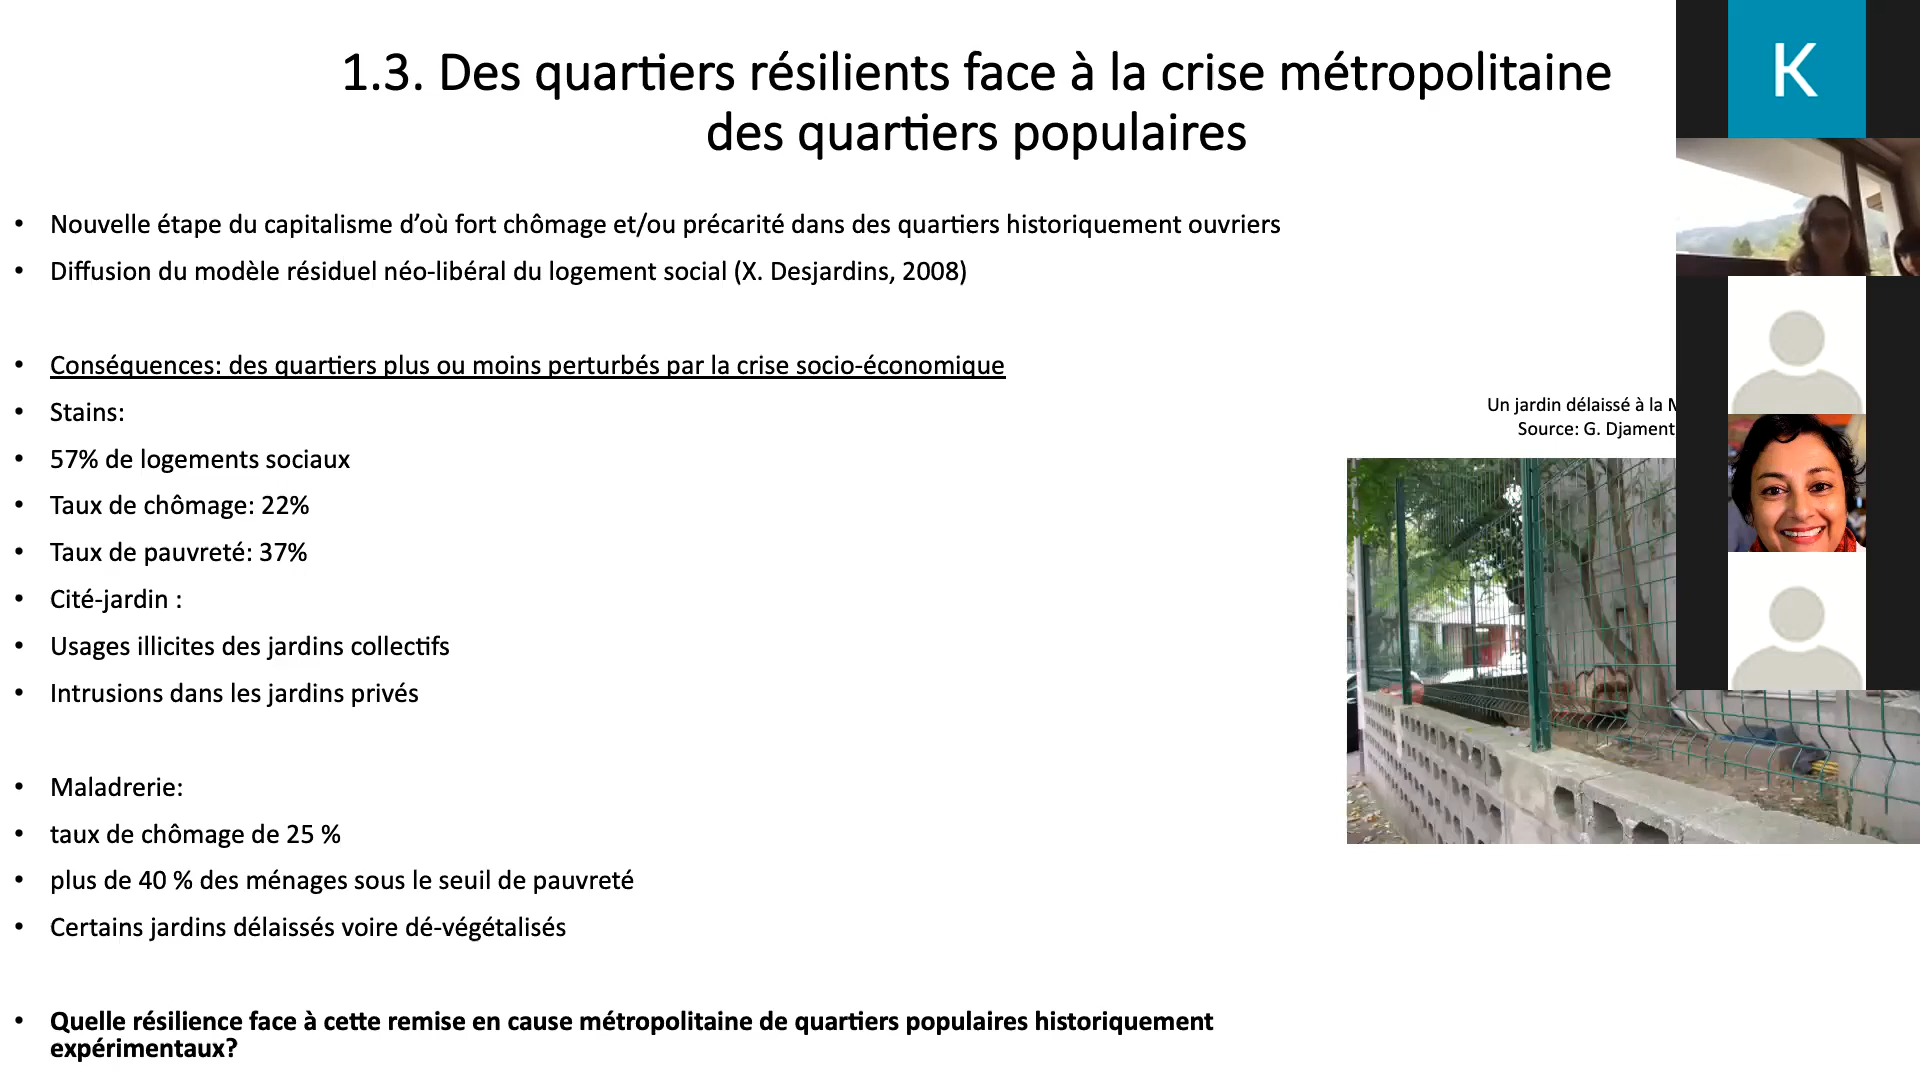 1.3. Des quartiers résilients face à la crise métropolitaine
des quartiers populaires
• Nouvelle étape du capitalisme d’où fort chômage et/ou précarité dans des quartiers historiquement ouvriers
• Diffusion du modèle résiduel néo-libéral du logement social (X. Desjardins, 2008)
• Conséquences: des quartiers plus ou moins perturbés par la crise socio-économique
• Stains:
• 57% de logements sociaux
• Taux de chômage: 22%
• Taux de pauvreté: 37%
• Cité-jardin :
• Usages illicites des jardins collectifs
• Intrusions dans les jardins privés
• Maladrerie:
• taux de chômage de 25 %
• plus de 40 % des ménages sous le seuil de pauvreté
• Certains jardins délaissés voire dé-végétalisés
• Quelle résilience face à cette remise en cause métropolitaine de quartiers populaires historiquement
expérimentaux?
Un jardin délaissé à la
Source: G. Djament
K